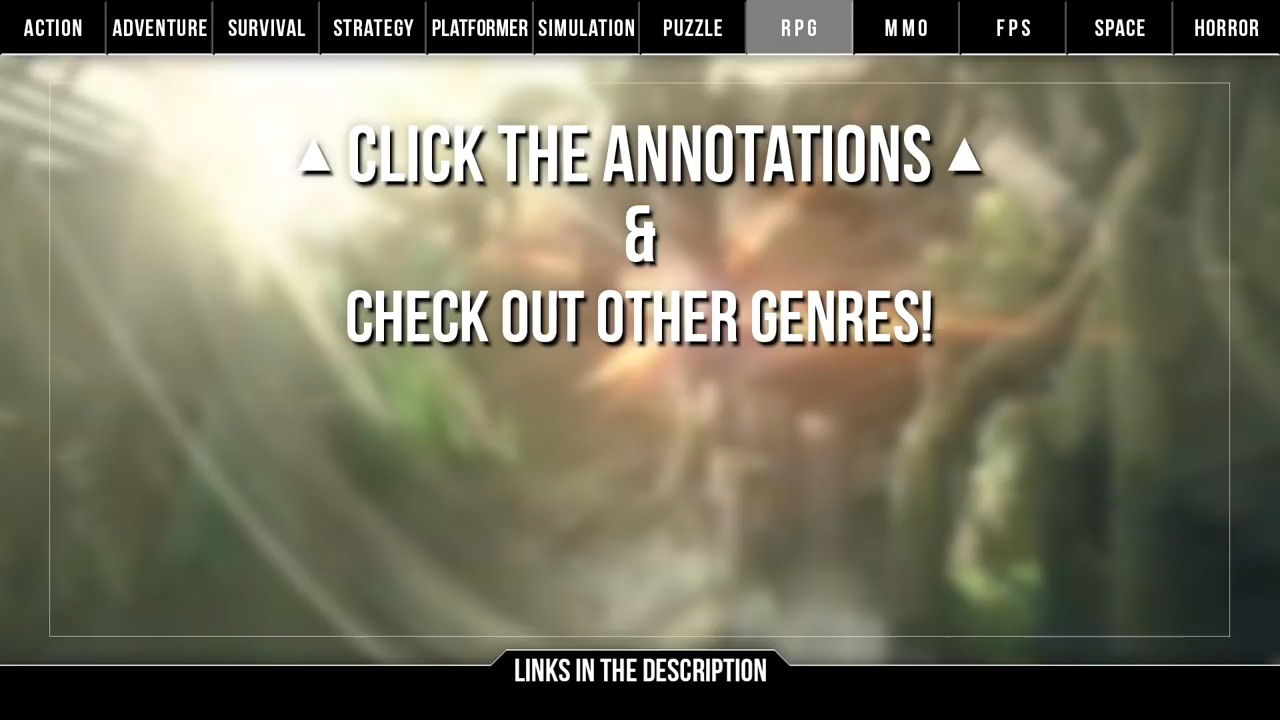 ACTION ADVENTURE SURVIVAL STRATEGY PLATFORMER SIMULATION PUZZLE RPG MMO FPS SPACE HORROR
▲ CLICK THE ANNOTATIONS ▲
&
CHECK OUT OTHER GENRES!
LINKS IN THE DESCRIPTION